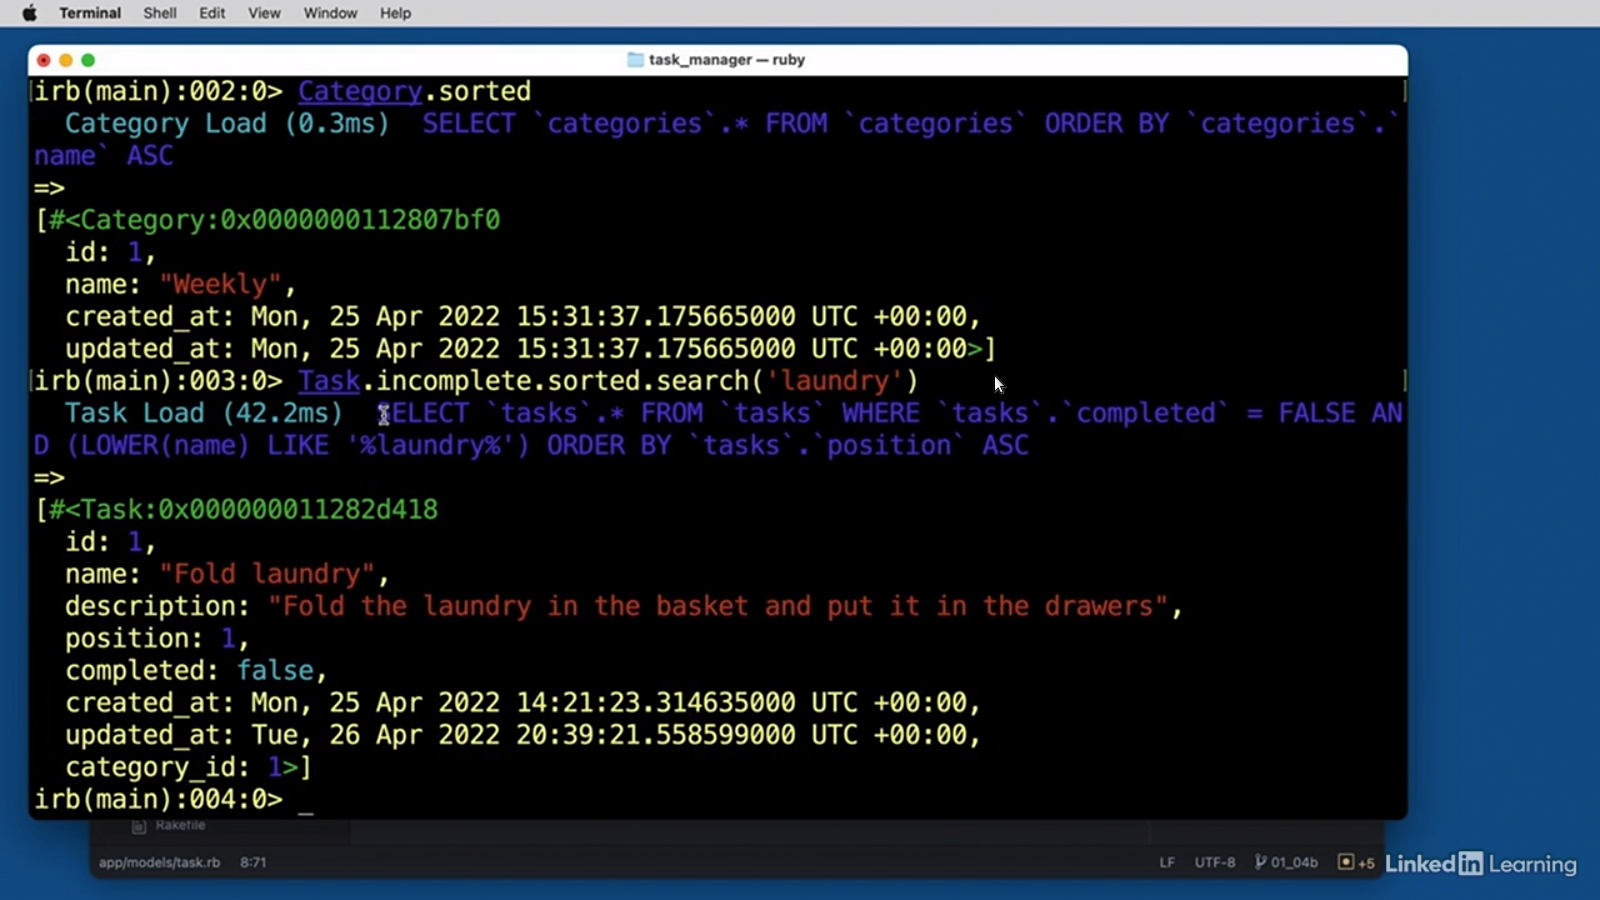 Terminal Shell Edit View Window Help
task_manager — ruby
irb(main):002:0> Category.sorted
Category Load (0.3ms) SELECT `categories`.* FROM `categories` ORDER BY `categories`.`
name` ASC
=>
[#<Category:0x0000000112807bf0
id: 1,
name: "Weekly",
created_at: Mon, 25 Apr 2022 15:31:37.175665000 UTC +00:00,
updated_at: Mon, 25 Apr 2022 15:31:37.175665000 UTC +00:00>]
irb(main):003:0> Task.incomplete.sorted.search('laundry')
Task Load (42.2ms) SELECT `tasks`.* FROM `tasks` WHERE `tasks`.`completed` = FALSE AN
D (LOWER(name) LIKE '%laundry%') ORDER BY `tasks`.`position` ASC
=>
[#<Task:0x000000011282d418
id: 1,
name: "Fold laundry",
description: "Fold the laundry in the basket and put it in the drawers",
position: 1,
completed: false,
created_at: Mon, 25 Apr 2022 14:21:23.314635000 UTC +00:00,
updated_at: Tue, 26 Apr 2022 20:39:21.558599000 UTC +00:00,
category_id: 1>]
irb(main):004:0> _
Rakefile
app/models/task.rb 8:71 LF UTF-8 01_04b +5
LinkedIn Learning